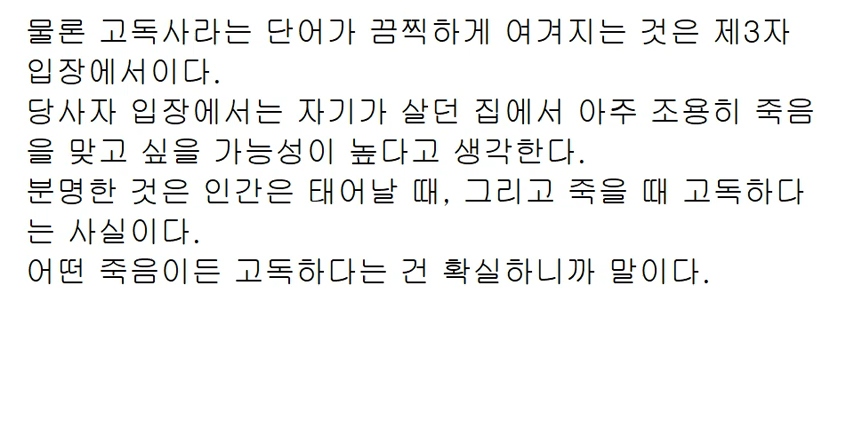 물론 고독사라는 단어가 끔찍하게 여겨지는 것은 제3자
입장에서이다.
당사자 입장에서는 자기가 살던 집에서 아주 조용히 죽음
을 맞고 싶을 가능성이 높다고 생각한다.
분명한 것은 인간은 태어날 때, 그리고 죽을 때 고독하다
는 사실이다.
어떤 죽음이든 고독하다는 건 확실하니까 말이다.